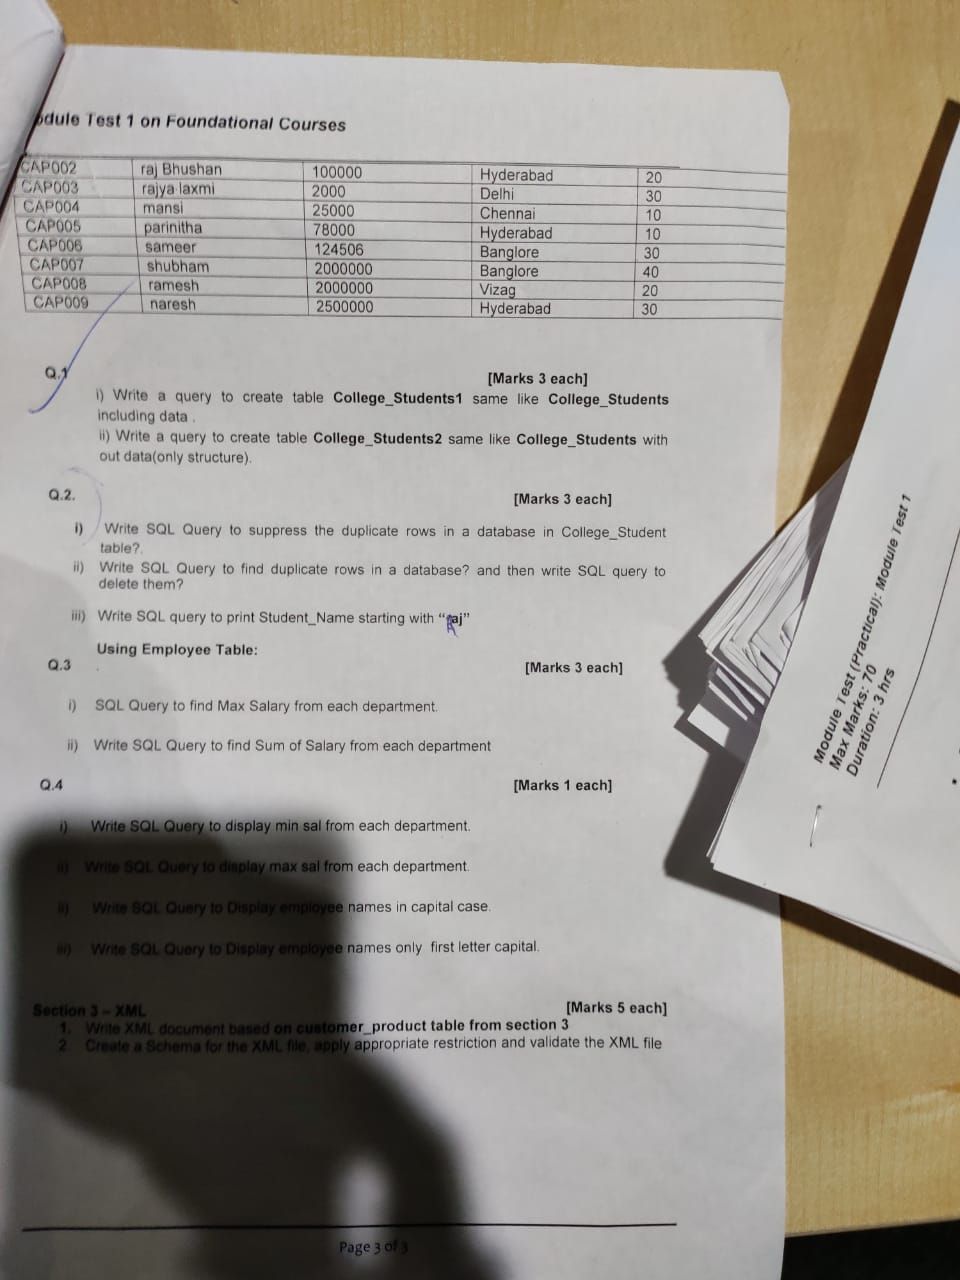 odule Test 1 on Foundational Courses
CAP002 raj Bhushan 100000 Hyderabad 20
CAP003 rajya laxmi 2000 Delhi 30
CAP004 mansi 25000 Chennai 10
CAP005 parinitha 78000 Hyderabad 10
CAP006 sameer 124506 Banglore 30
CAP007 shubham 2000000 Banglore 40
CAP008 ramesh 2000000 Vizag 20
CAP009 naresh 2500000 Hyderabad 30
Q.1 [Marks 3 each]
i) Write a query to create table College_Students1 same like College_Students
including data .
ii) Write a query to create table College_Students2 same like College_Students with
out data(only structure).
Q.2. [Marks 3 each]
i) Write SQL Query to suppress the duplicate rows in a database in College_Student
table?.
ii) Write SQL Query to find duplicate rows in a database? and then write SQL query to
delete them?
iii) Write SQL query to print Student_Name starting with "Raj"
Using Employee Table:
Q.3 [Marks 3 each]
i) SQL Query to find Max Salary from each department.
ii) Write SQL Query to find Sum of Salary from each department
Q.4 [Marks 1 each]
i) Write SQL Query to display min sal from each department.
ii) Write SQL Query to display max sal from each department.
ii) Write SQL Query to Display employee names in capital case.
iii) Write SQL Query to Display employee names only first letter capital.
Section 3 – XML [Marks 5 each]
1. Write XML document based on customer_product table from section 3
2 Create a Schema for the XML file, apply appropriate restriction and validate the XML file
Page 3 of 3
Module Test (Practical): Module Test 1
Max Marks: 70
Duration: 3 hrs